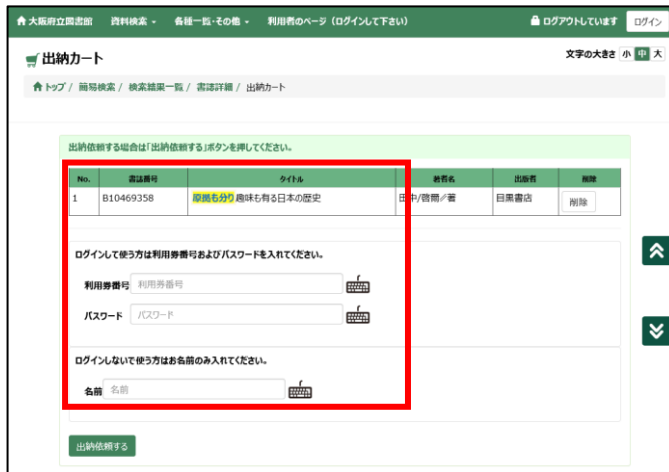 大阪府立図書館 資料検索 各種一覧・その他 利用者のページ（ログインして下さい） ログアウトしています ログイン
出納カート 文字の大きさ 小 中 大
トップ / 簡易検索 / 検索結果一覧 / 書誌詳細 / 出納カート
出納依頼する場合は「出納依頼する」ボタンを押してください。
No. 書誌番号 タイトル 著者名 出版者 削除
1 B10469358 原拠も分り趣味も有る日本の歴史 田中/啓爾∥著 目黒書店 削除
ログインして使う方は利用券番号およびパスワードを入れてください。
利用券番号 利用券番号
パスワード パスワード
ログインしないで使う方はお名前のみ入れてください。
名前 名前
出納依頼する